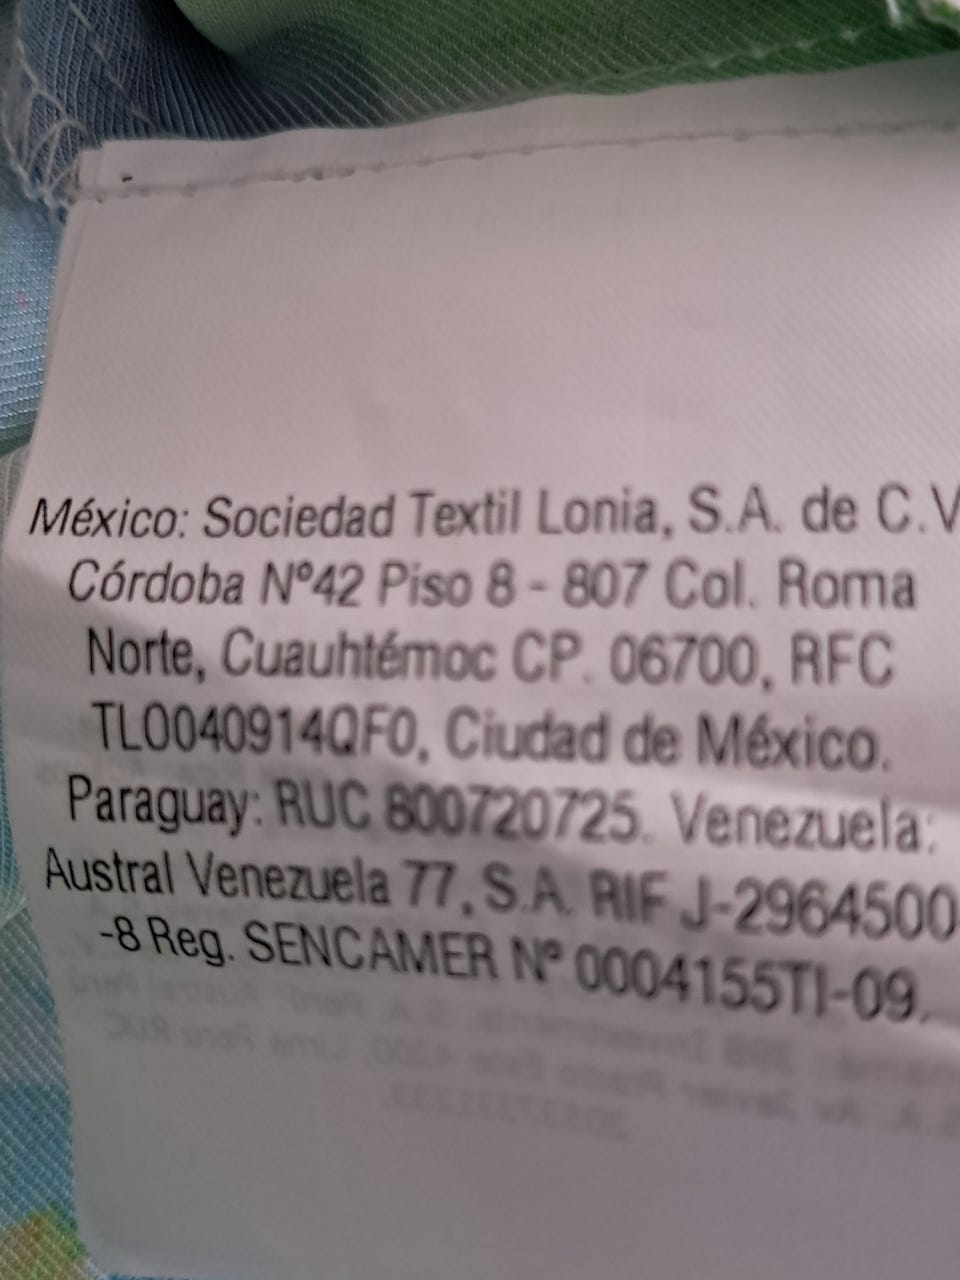 México: Sociedad Textil Lonia, S.A. de C.V
Córdoba Nº42 Piso 8 - 807 Col. Roma
Norte, Cuauhtémoc CP. 06700, RFC
TLO040914QF0, Ciudad de México.
Paraguay: RUC 800720725. Venezuela:
Austral Venezuela 77, S.A. RIF J-2964500-
-8 Reg. SENCAMER Nº 0004155TI-09.